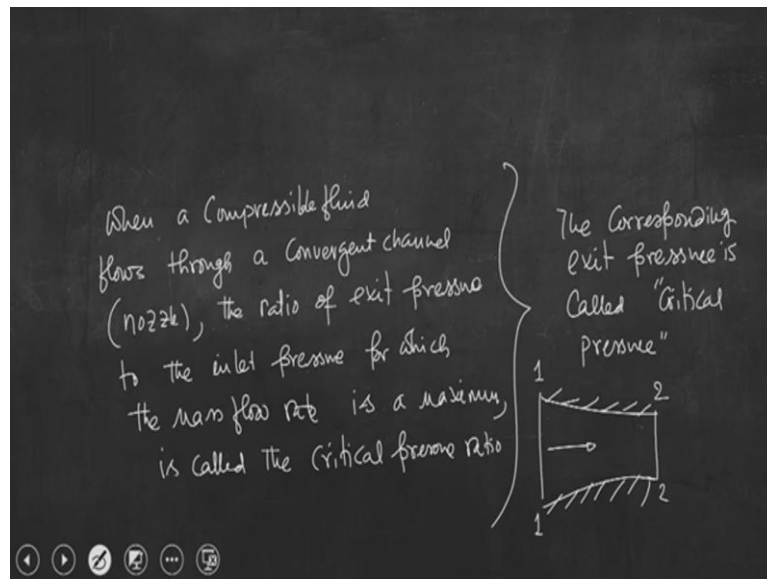 When a Compressible fluid
flows through a Convergent channel
(nozzle), the ratio of exit pressure
to the inlet pressure for which
the mass flow rate is a maximum,
is called the Critical pressure ratio
The Corresponding
exit pressure is
Called "Critical
pressure"
1 2
1 2